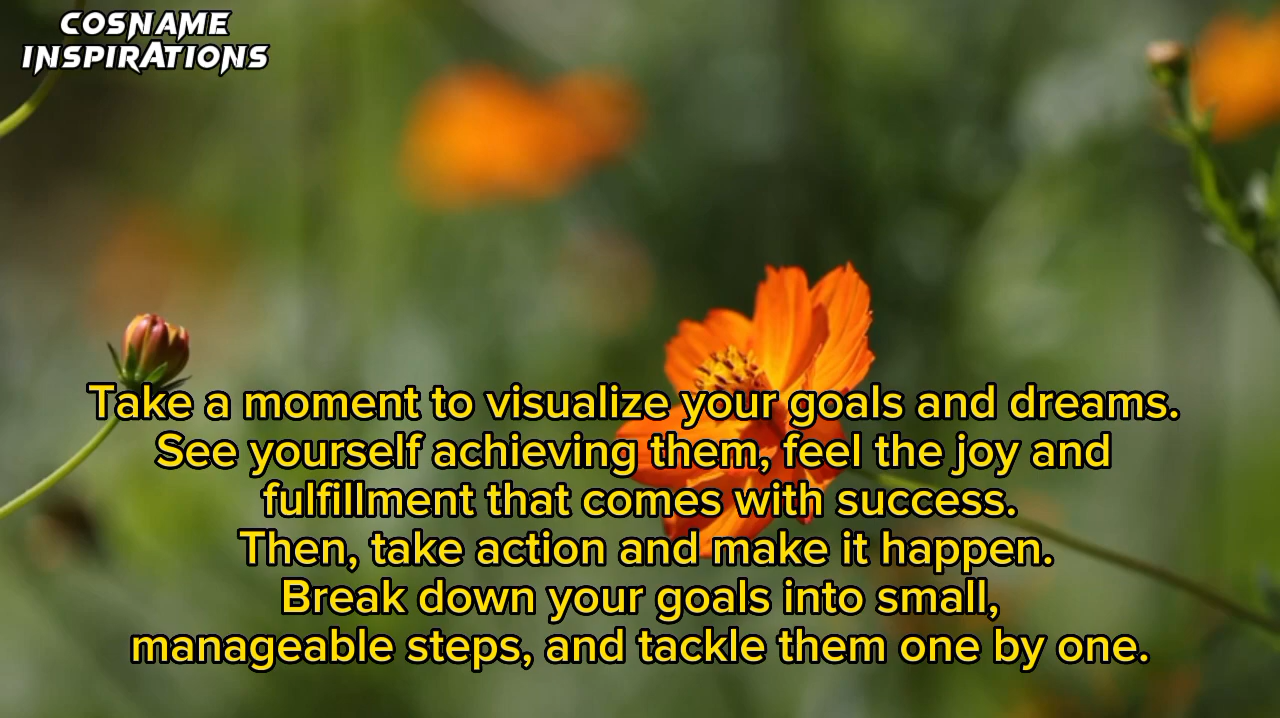 COSNAME
INSPIRATIONS
Take a moment to visualize your goals and dreams.
See yourself achieving them, feel the joy and
fulfillment that comes with success.
Then, take action and make it happen.
Break down your goals into small,
manageable steps, and tackle them one by one.